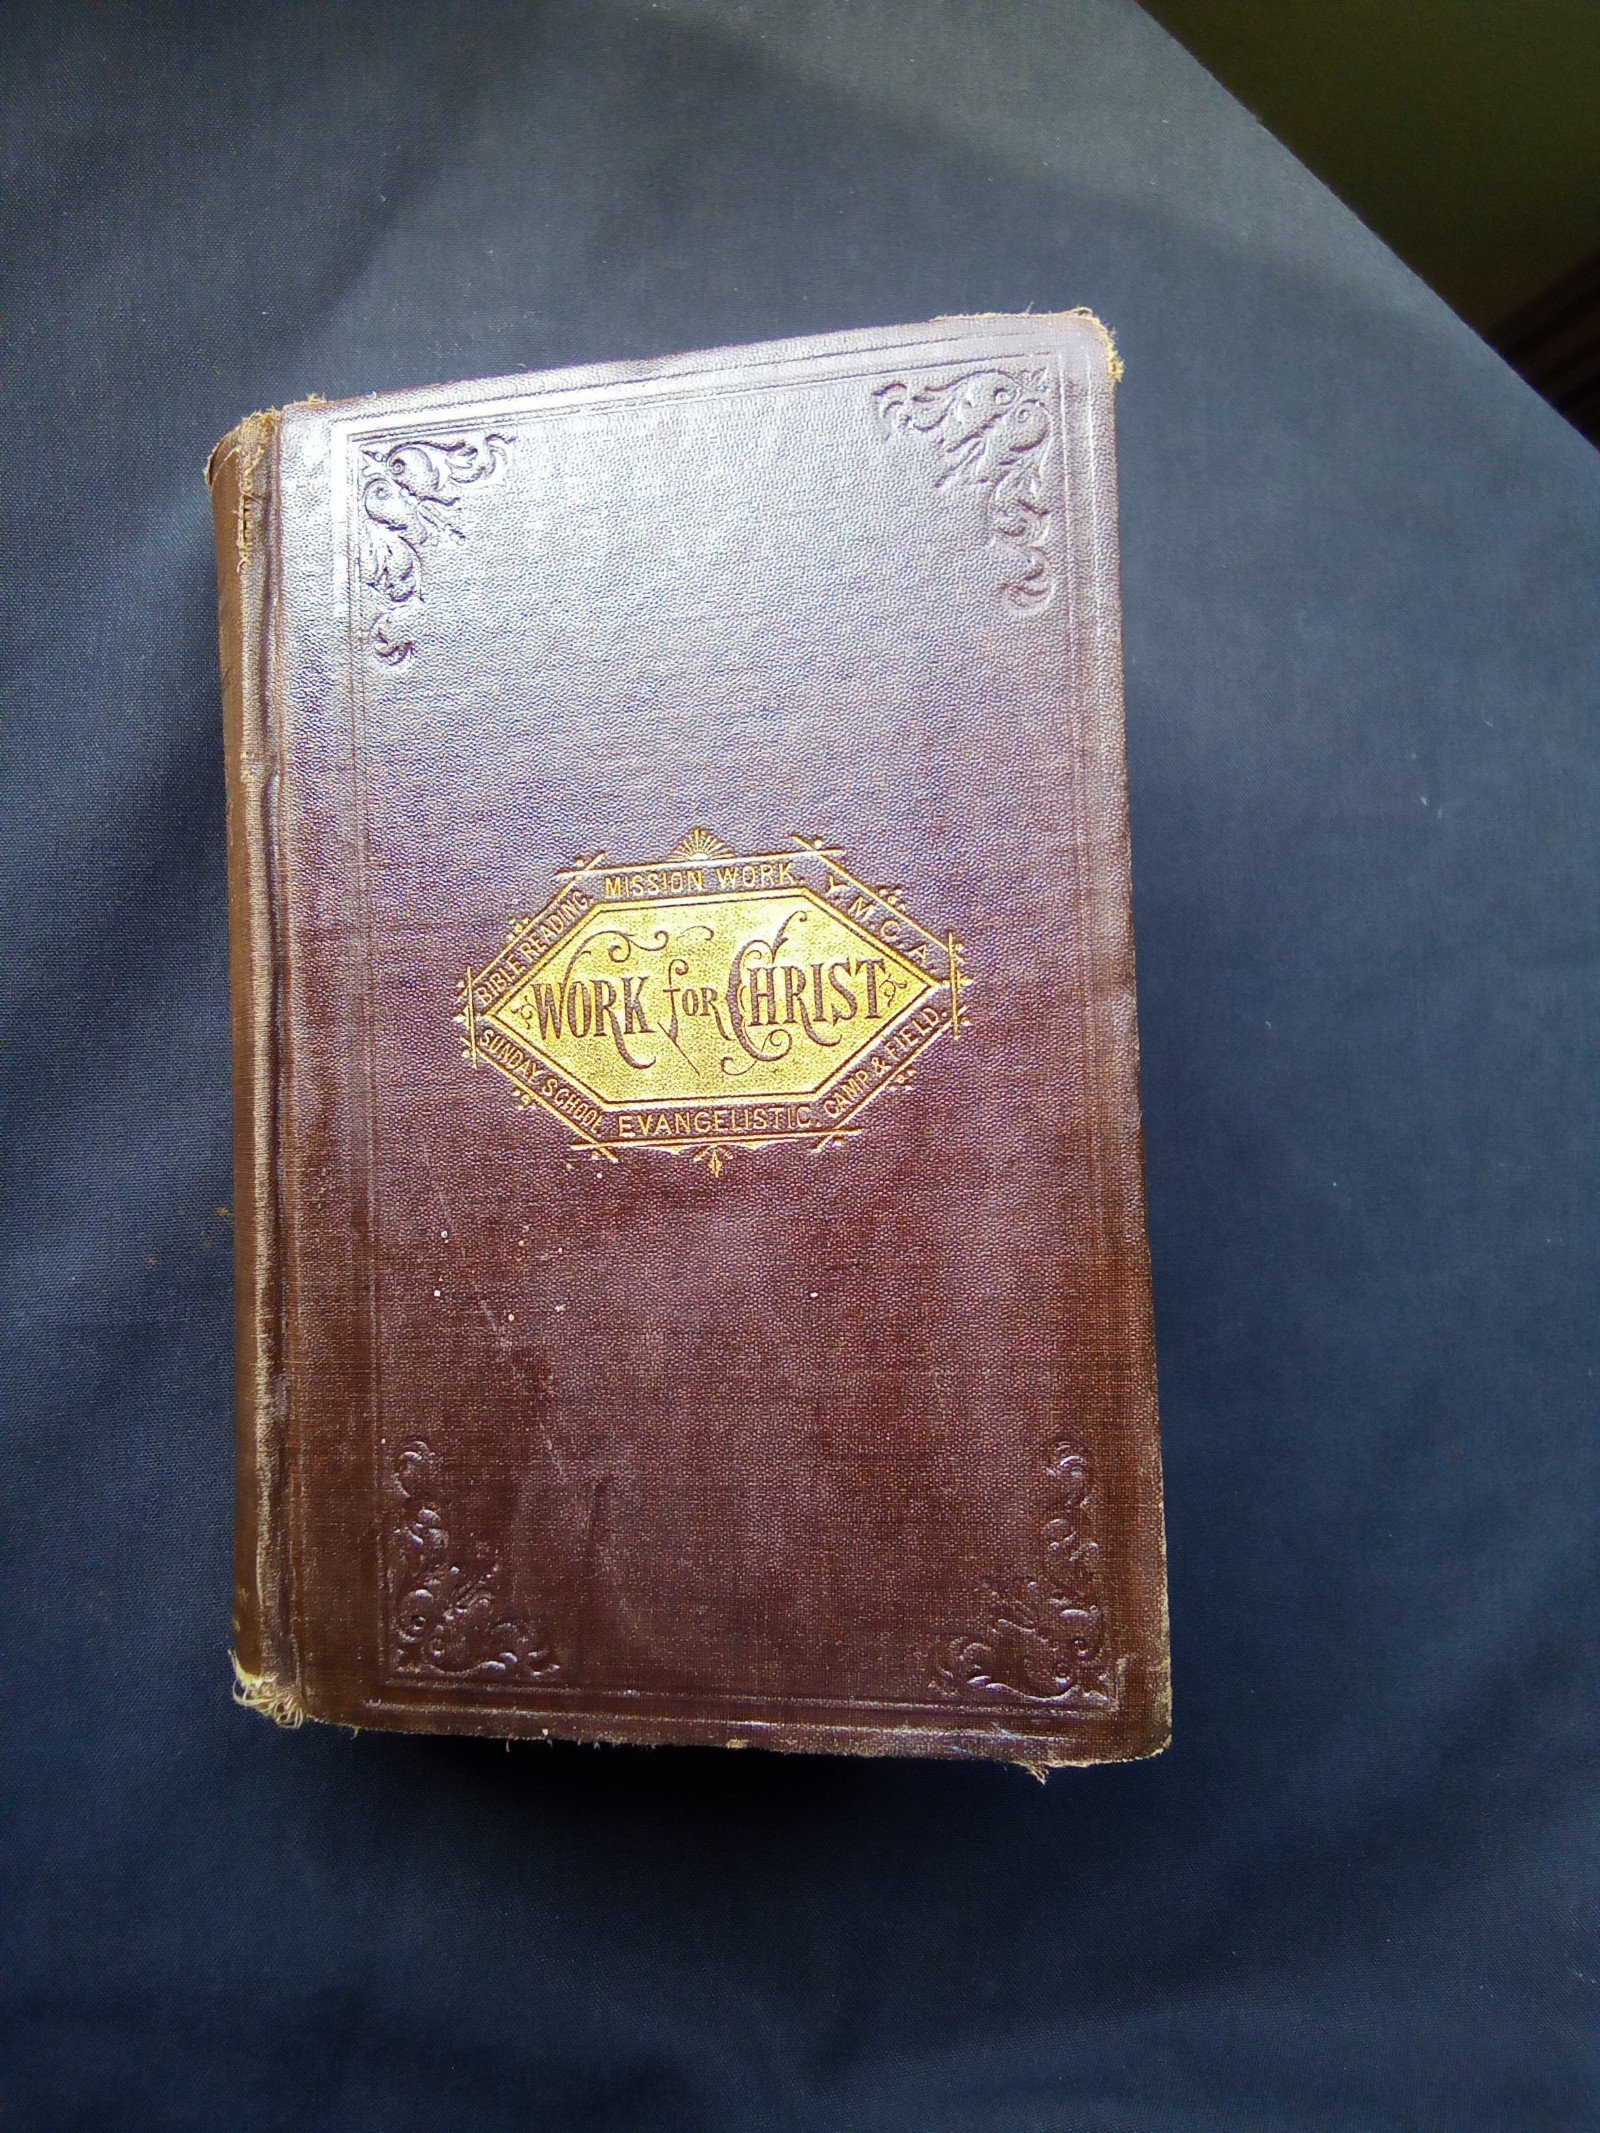 BIBLE READING.
MISSION WORK.
Y. M. C. A.
WORK for CHRIST
SUNDAY SCHOOL
EVANGELISTIC.
CAMP & FIELD.